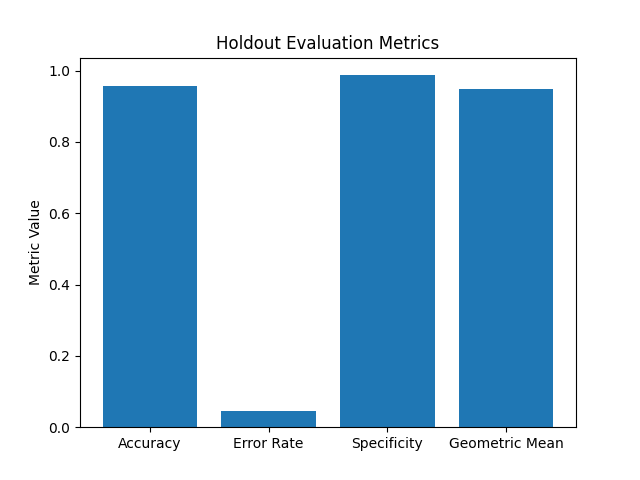 Holdout Evaluation Metrics
Metric Value
1.0
0.8
0.6
0.4
0.2
0.0
Accuracy Error Rate Specificity Geometric Mean